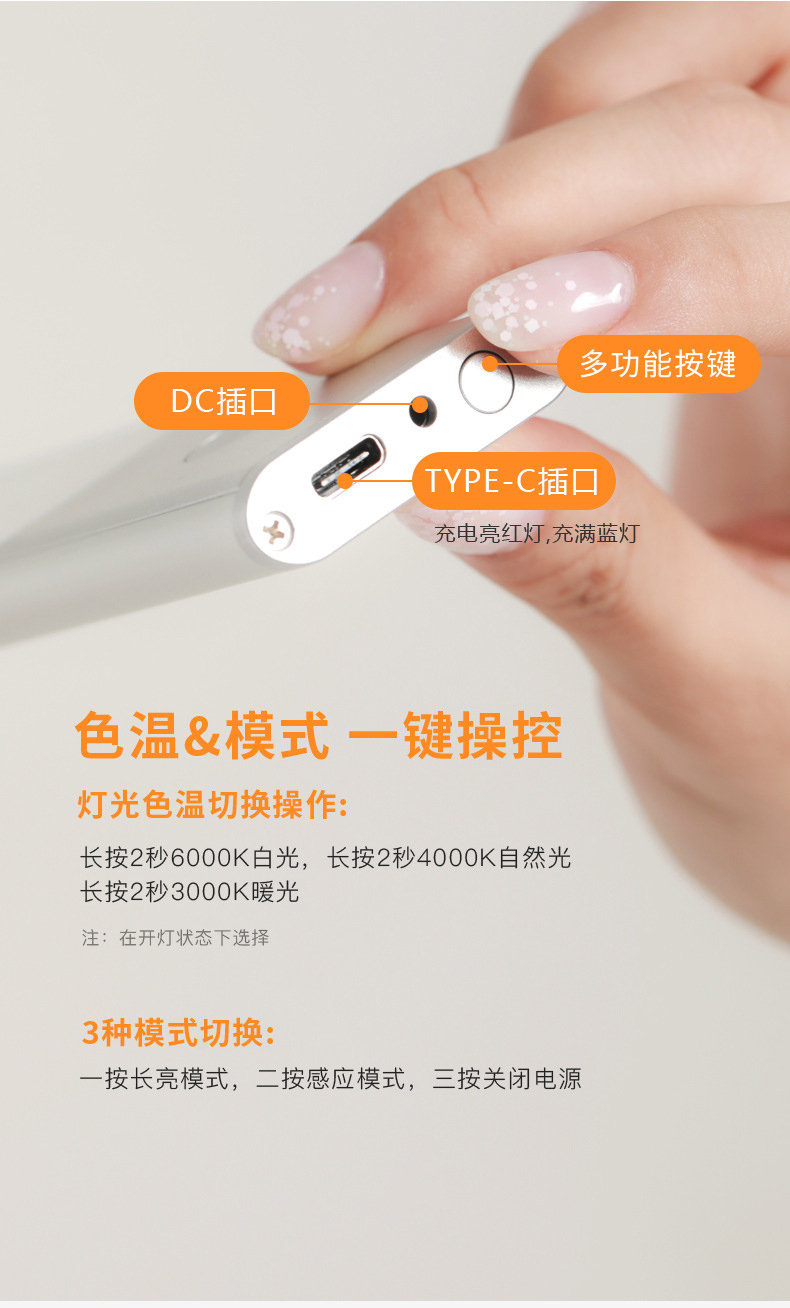 多功能按键
DC插口
TYPE-C插口
充电亮红灯,充满蓝灯
色温&模式 一键操控
灯光色温切换操作:
长按2秒6000K白光，长按2秒4000K自然光
长按2秒3000K暖光
注：在开灯状态下选择
3种模式切换:
一按长亮模式，二按感应模式，三按关闭电源